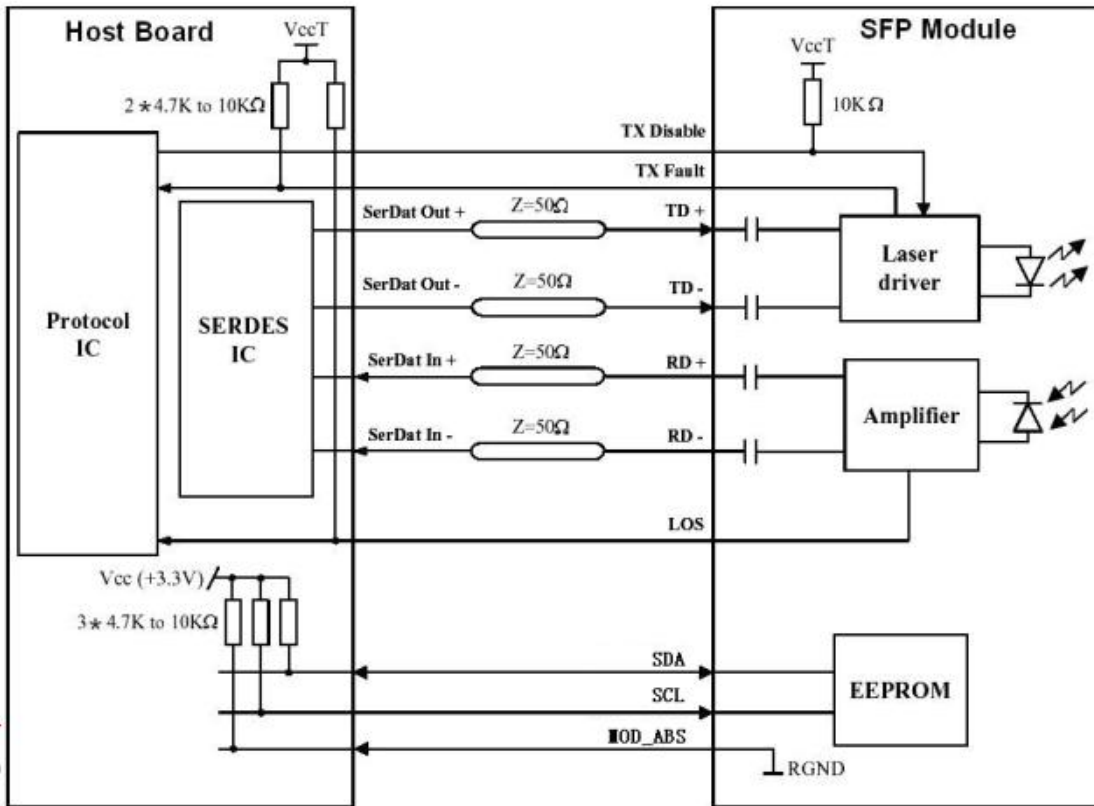 Host Board
SFP Module
VccT
VccT
2*4.7K to 10KΩ
10KΩ
TX Disable
TX Fault
SerDat Out +
Z=50Ω
TD +
Laser driver
SerDat Out -
Z=50Ω
TD -
Protocol IC
SERDES IC
SerDat In +
Z=50Ω
RD +
Amplifier
SerDat In -
Z=50Ω
RD -
LOS
Vcc (+3.3V)
3*4.7K to 10KΩ
SDA
EEPROM
SCL
MOD_ABS
RGND